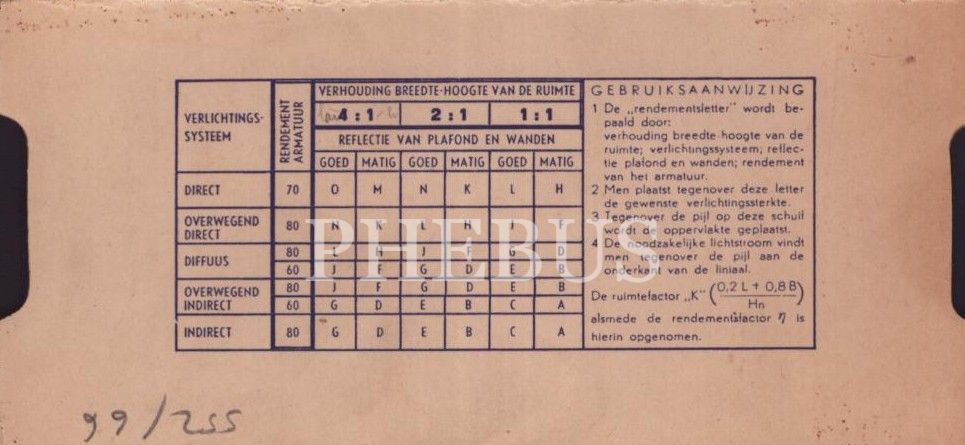 VERLICHTINGS-SYSTEEM RENDEMENT ARMATUUR VERHOUDING BREEDTE-HOOGTE VAN DE RUIMTE
4 : 1 2 : 1 1 : 1
REFLECTIE VAN PLAFOND EN WANDEN
GOED MATIG GOED MATIG GOED MATIG
DIRECT 70 O M N K L H
OVERWEGEND DIRECT 80 N K L H J
DIFFUUS 80 L H J F G D
60 J F G D E B
OVERWEGEND INDIRECT 80 J F G D E B
60 G D E B C A
INDIRECT 80 G D E B C A
GEBRUIKSAANWIJZING
1 De „rendementsletter" wordt be-
paald door:
verhouding breedte-hoogte van de
ruimte; verlichtingssysteem; reflec-
tie plafond en wanden; rendement
van het armatuur.
2 Men plaatst tegenover deze letter
de gewenste verlichtingssterkte.
3 Tegenover de pijl op deze schuif
wordt de oppervlakte geplaatst.
4 De noodzakelijke lichtstroom vindt
men tegenover de pijl aan de
onderkant van de liniaal.
De ruimtefactor „K" (0,2 L + 0,8 B / Hn)
alsmede de rendementsfactor η is
hierin opgenomen.
PHEBUS
99/255